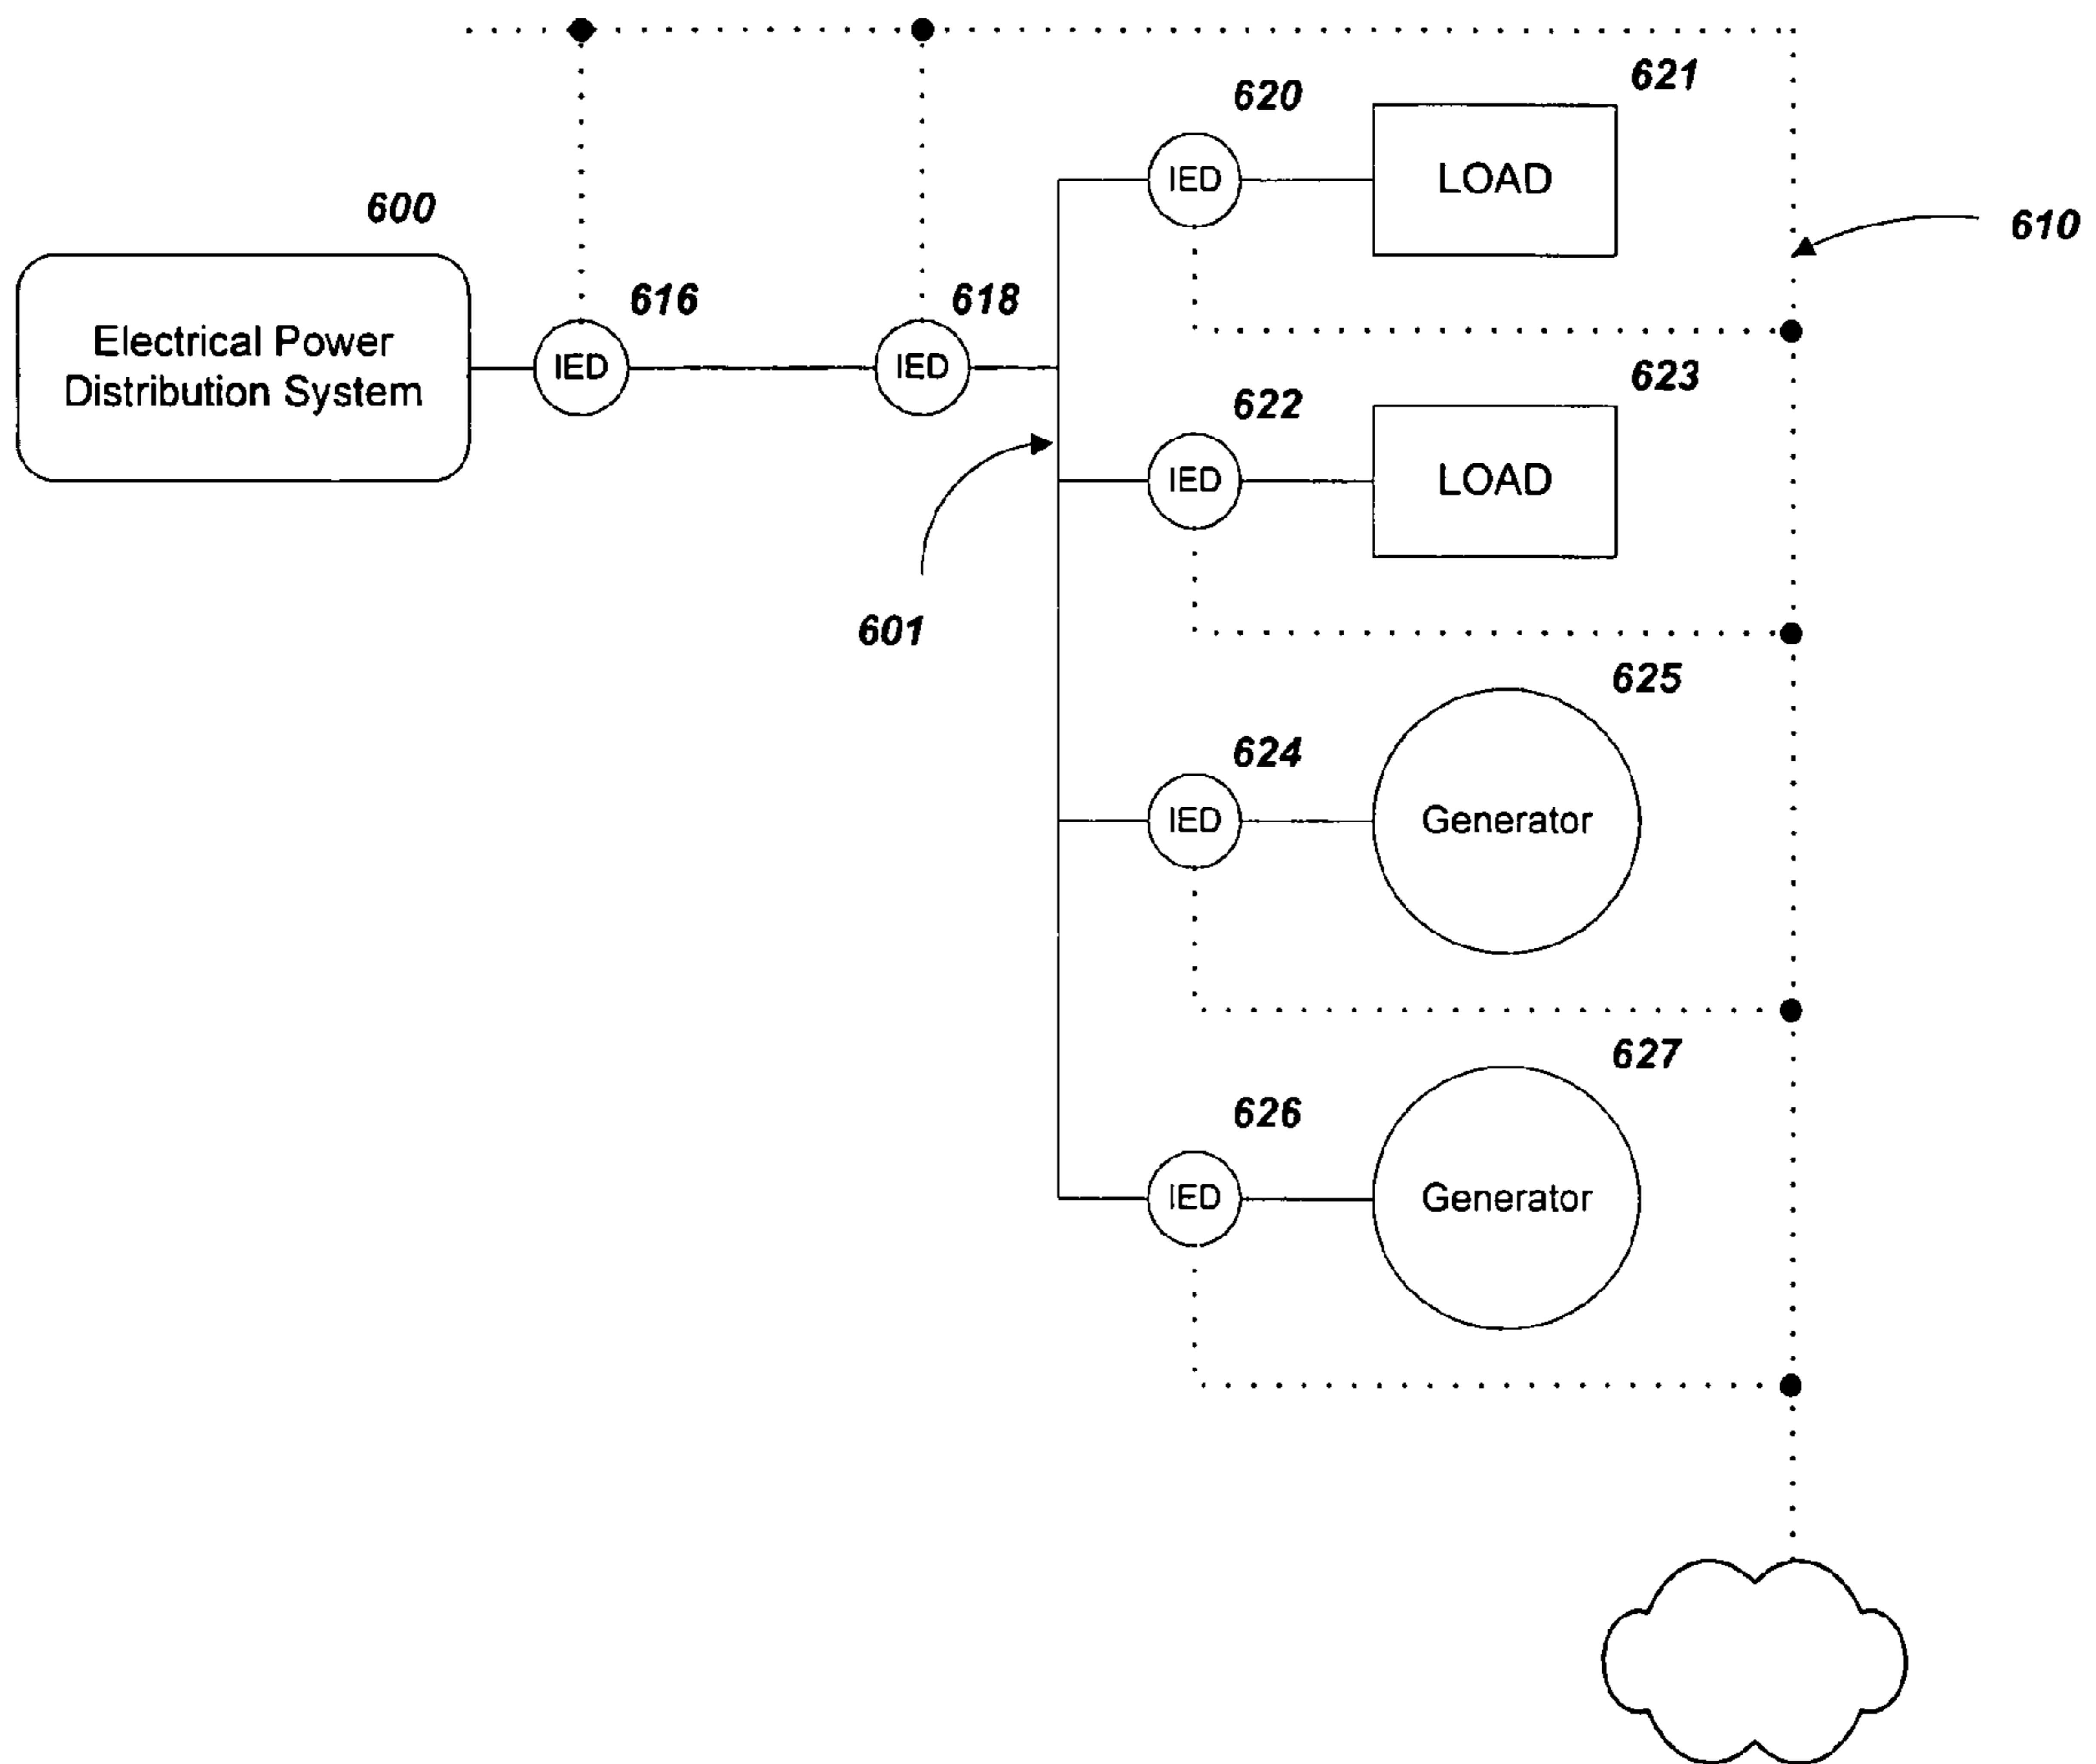 621
620
IED
LOAD
600
610
616
618
Electrical Power
Distribution System
IED
IED
623
622
IED
LOAD
601
625
624
IED
Generator
627
626
IED
Generator